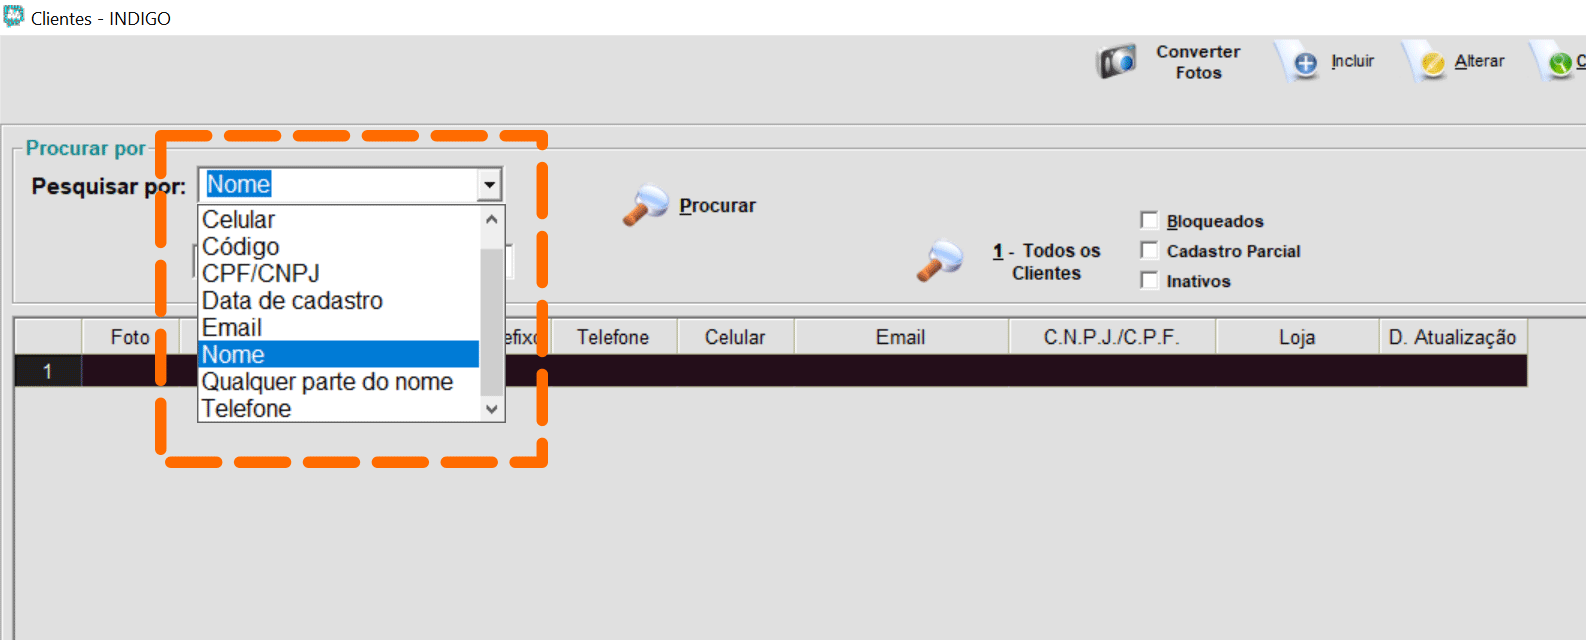 Clientes - INDIGO
Converter
Fotos
Incluir
Alterar
Procurar por
Pesquisar por:
Nome
Celular
Código
CPF/CNPJ
Data de cadastro
Email
Nome
Qualquer parte do nome
Telefone
Procurar
1 - Todos os
Clientes
Bloqueados
Cadastro Parcial
Inativos
Foto
Telefone
Celular
Email
C.N.P.J./C.P.F.
Loja
D. Atualização
1